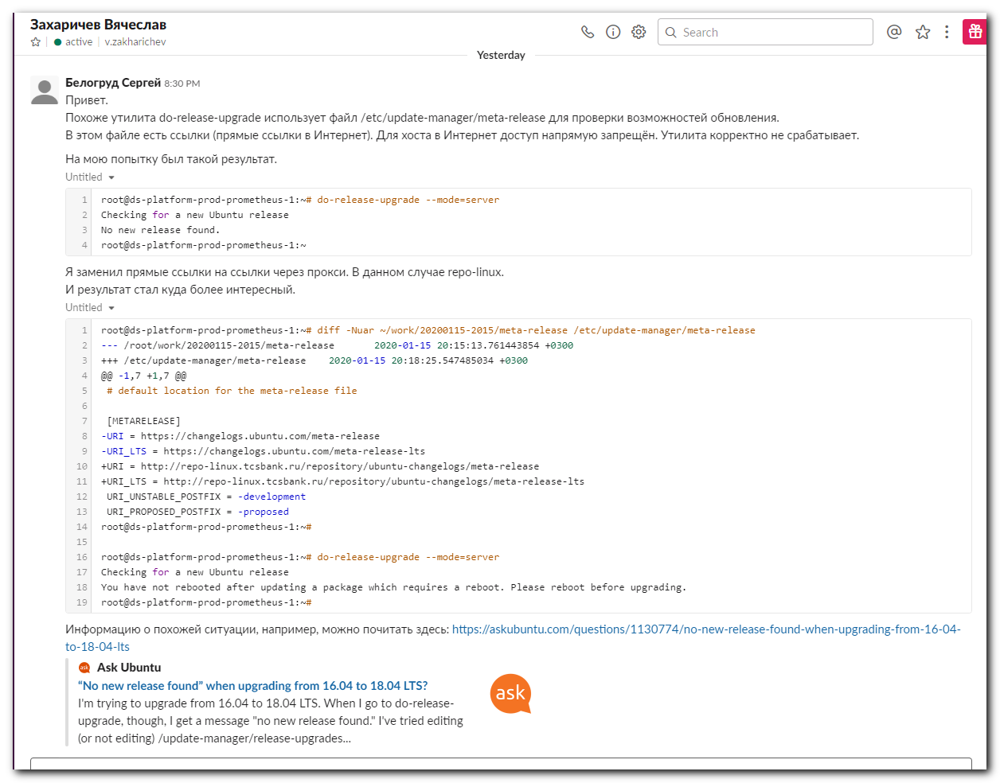 Захаричев Вячеслав
active | v.zakharichev
Search
Yesterday
Белогруд Сергей 8:30 PM
Привет.
Похоже утилита do-release-upgrade использует файл /etc/update-manager/meta-release для проверки возможностей обновления.
В этом файле есть ссылки (прямые ссылки в Интернет). Для хоста в Интернет доступ напрямую запрещён. Утилита корректно не срабатывает.
На мою попытку был такой результат.
Untitled
1 root@ds-platform-prod-prometheus-1:~# do-release-upgrade --mode=server
2 Checking for a new Ubuntu release
3 No new release found.
4 root@ds-platform-prod-prometheus-1:~
Я заменил прямые ссылки на ссылки через прокси. В данном случае repo-linux.
И результат стал куда более интересный.
Untitled
1 root@ds-platform-prod-prometheus-1:~# diff -Nuar ~/work/20200115-2015/meta-release /etc/update-manager/meta-release
2 --- /root/work/20200115-2015/meta-release 2020-01-15 20:15:13.761443854 +0300
3 +++ /etc/update-manager/meta-release 2020-01-15 20:18:25.547485034 +0300
4 @@ -1,7 +1,7 @@
5 # default location for the meta-release file
6
7 [METARELEASE]
8 -URI = https://changelogs.ubuntu.com/meta-release
9 -URI_LTS = https://changelogs.ubuntu.com/meta-release-lts
10 +URI = http://repo-linux.tcsbank.ru/repository/ubuntu-changelogs/meta-release
11 +URI_LTS = http://repo-linux.tcsbank.ru/repository/ubuntu-changelogs/meta-release-lts
12 URI_UNSTABLE_POSTFIX = -development
13 URI_PROPOSED_POSTFIX = -proposed
14 root@ds-platform-prod-prometheus-1:~#
15
16 root@ds-platform-prod-prometheus-1:~# do-release-upgrade --mode=server
17 Checking for a new Ubuntu release
18 You have not rebooted after updating a package which requires a reboot. Please reboot before upgrading.
19 root@ds-platform-prod-prometheus-1:~#
Информацию о похожей ситуации, например, можно почитать здесь: https://askubuntu.com/questions/1130774/no-new-release-found-when-upgrading-from-16-04-
to-18-04-lts
ask Ask Ubuntu
“No new release found” when upgrading from 16.04 to 18.04 LTS?
I'm trying to upgrade from 16.04 to 18.04 LTS. When I go to do-release-
upgrade, though, I get a message "no new release found." I've tried editing
(or not editing) /update-manager/release-upgrades...
ask